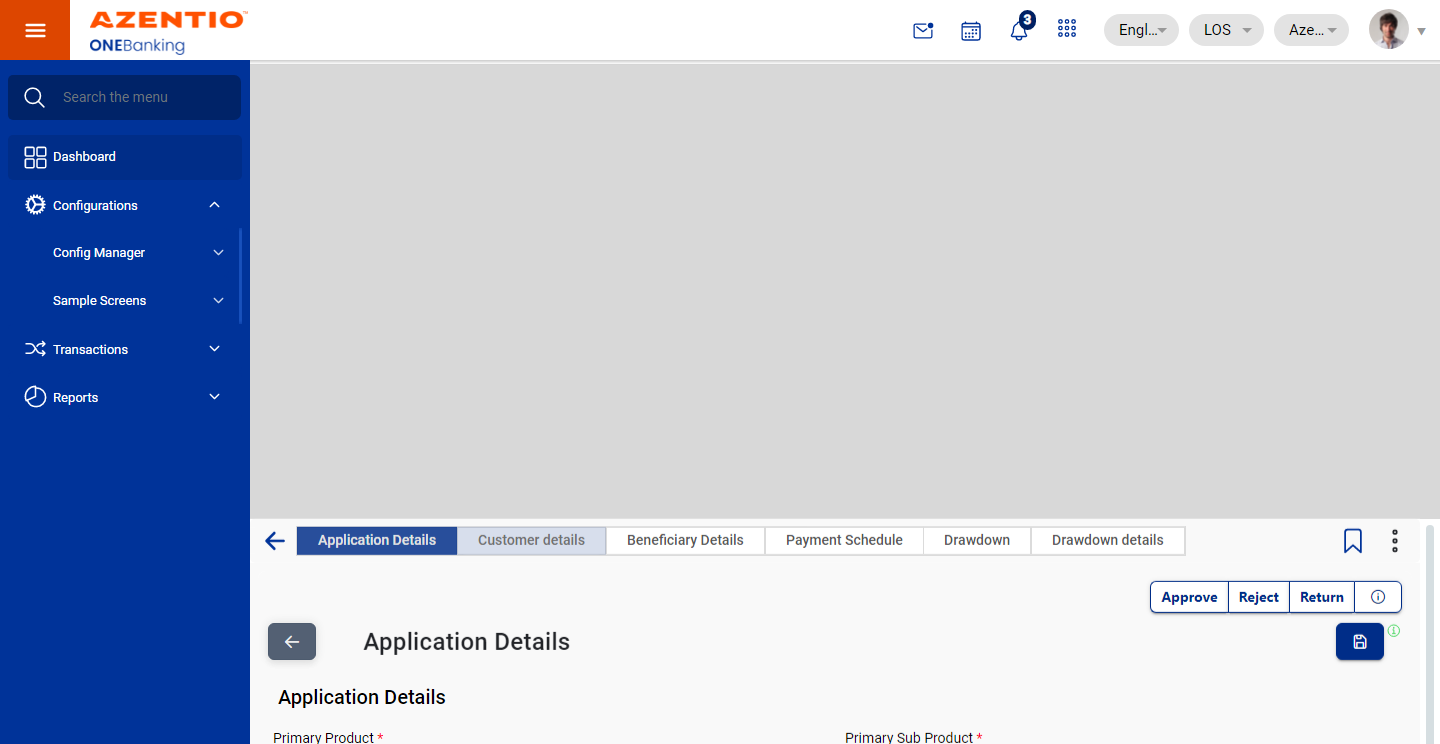 AZENTIO™
ONEBanking
3
Engl...
LOS
Aze...
Search the menu
Dashboard
Configurations
Config Manager
Sample Screens
Transactions
Reports
Application Details
Customer details
Beneficiary Details
Payment Schedule
Drawdown
Drawdown details
Approve
Reject
Return
Application Details
Application Details
Primary Product *
Primary Sub Product *